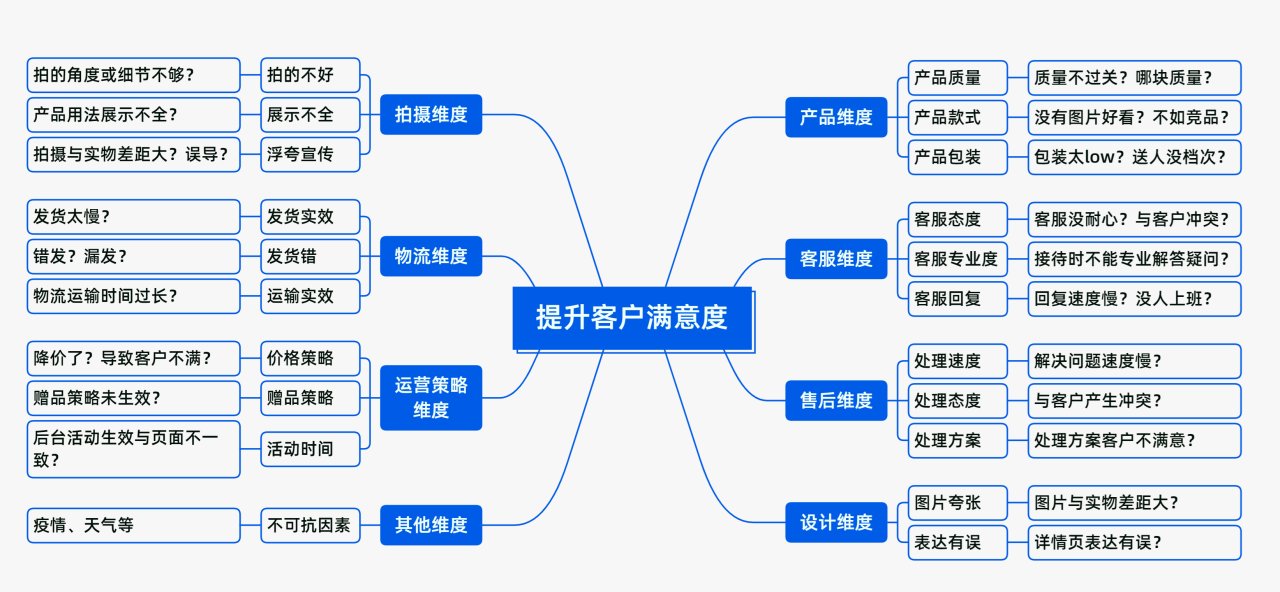 提升客户满意度
拍摄维度
拍的不好
拍的角度或细节不够?
展示不全
产品用法展示不全?
浮夸宣传
拍摄与实物差距大? 误导?
物流维度
发货实效
发货太慢?
发货错
错发? 漏发?
运输实效
物流运输时间过长?
运营策略
维度
价格策略
降价了? 导致客户不满?
赠品策略
赠品策略未生效?
活动时间
后台活动生效与页面不一
致?
其他维度
不可抗因素
疫情、天气等
产品维度
产品质量
质量不过关? 哪块质量?
产品款式
没有图片好看? 不如竞品?
产品包装
包装太low? 送人没档次?
客服维度
客服态度
客服没耐心? 与客户冲突?
客服专业度
接待时不能专业解答疑问?
客服回复
回复速度慢? 没人上班?
售后维度
处理速度
解决问题速度慢?
处理态度
与客户产生冲突?
处理方案
处理方案客户不满意?
设计维度
图片夸张
图片与实物差距大?
表达有误
详情页表达有误?